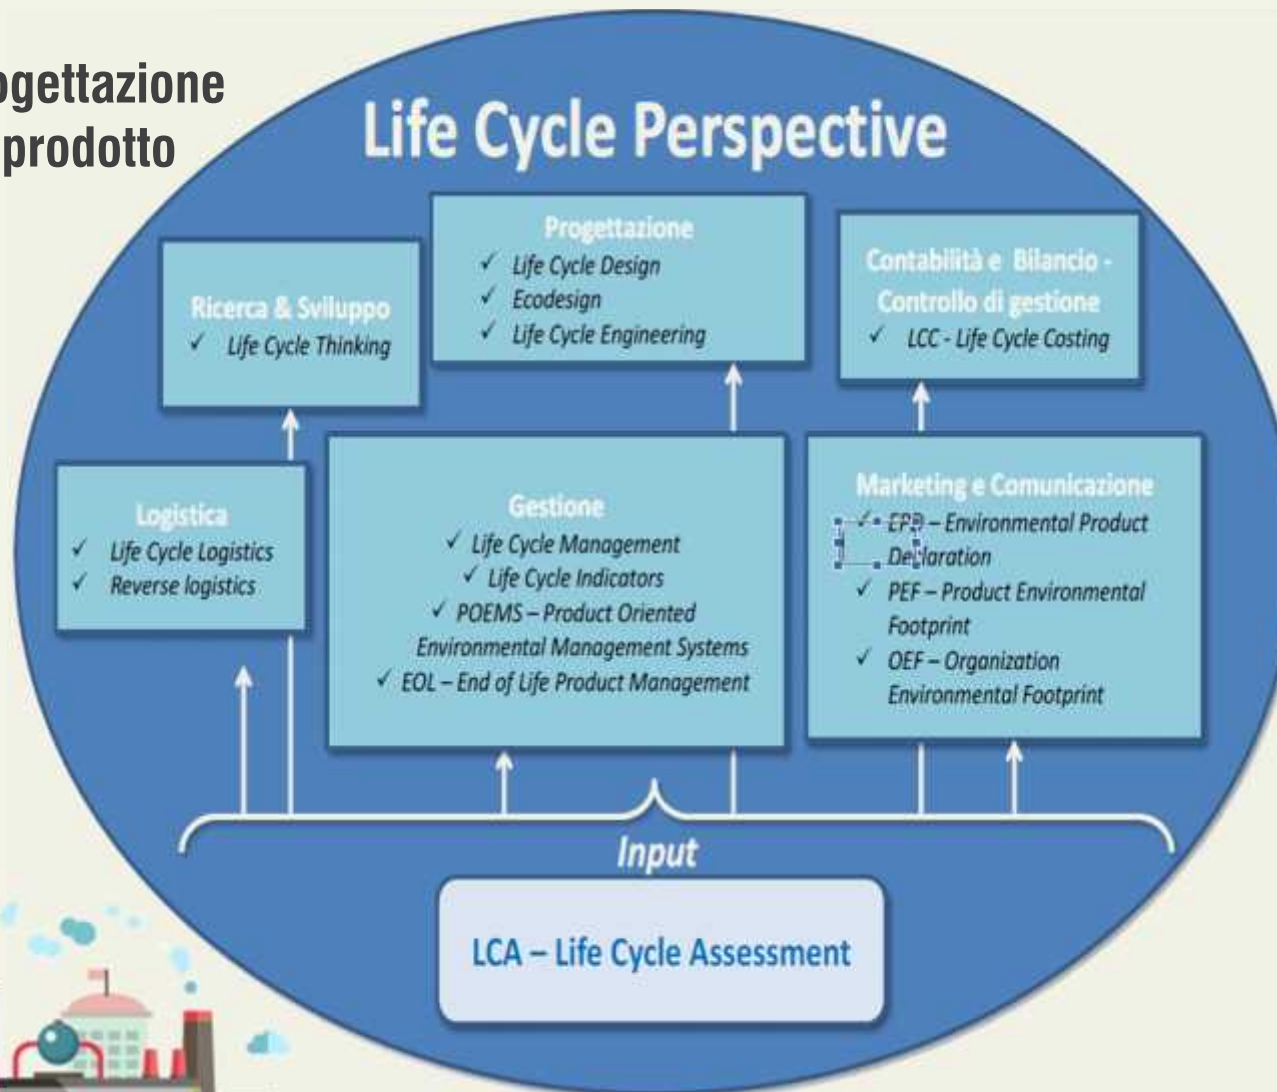 ogettazione
prodotto
Life Cycle Perspective
Progettazione
✓ Life Cycle Design
✓ Ecodesign
✓ Life Cycle Engineering
Contabilità e Bilancio -
Controllo di gestione
✓ LCC - Life Cycle Costing
Ricerca & Sviluppo
✓ Life Cycle Thinking
Logistica
✓ Life Cycle Logistics
✓ Reverse logistics
Gestione
✓ Life Cycle Management
✓ Life Cycle Indicators
✓ POEMS – Product Oriented
Environmental Management Systems
✓ EOL – End of Life Product Management
Marketing e Comunicazione
✓ EPD – Environmental Product
Declaration
✓ PEF – Product Environmental
Footprint
✓ OEF – Organization
Environmental Footprint
Input
LCA – Life Cycle Assessment